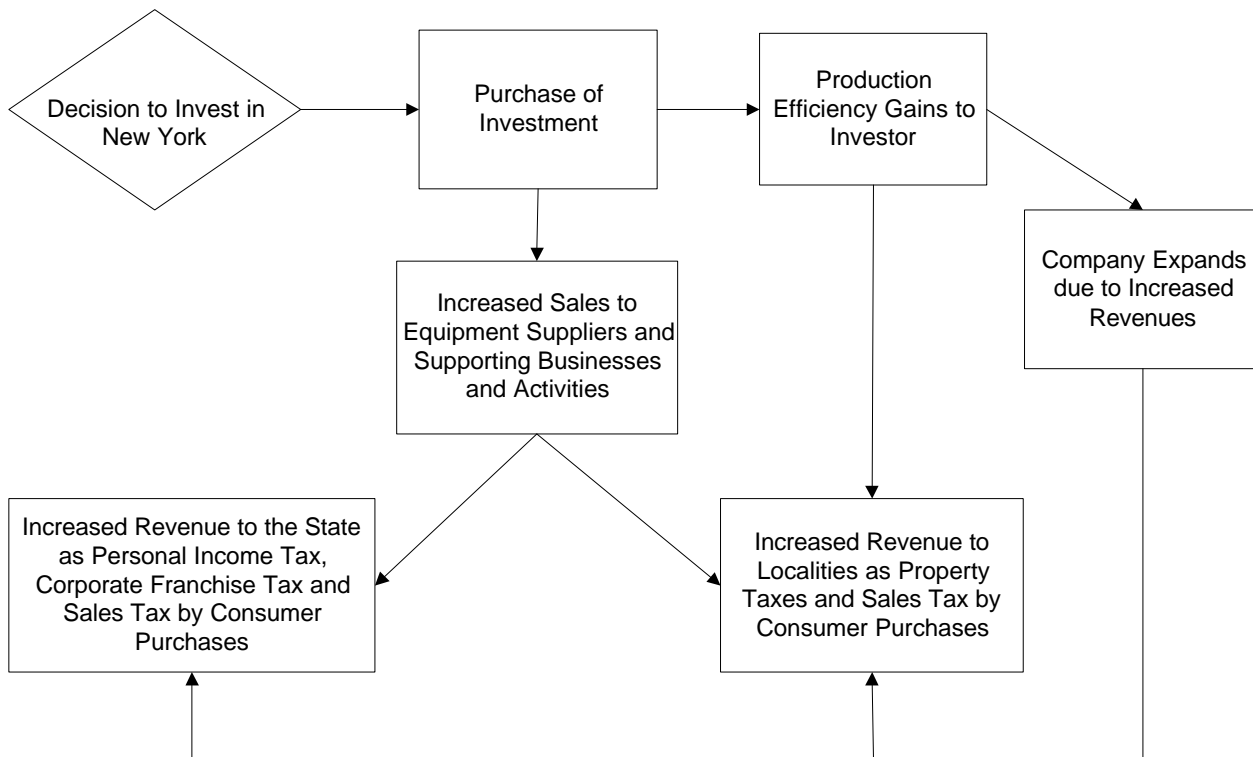 Decision to Invest in
New York
Purchase of
Investment
Production
Efficiency Gains to
Investor
Company Expands
due to Increased
Revenues
Increased Sales to
Equipment Suppliers and
Supporting Businesses
and Activities
Increased Revenue to the State
as Personal Income Tax,
Corporate Franchise Tax and
Sales Tax by Consumer
Purchases
Increased Revenue to
Localities as Property
Taxes and Sales Tax by
Consumer Purchases